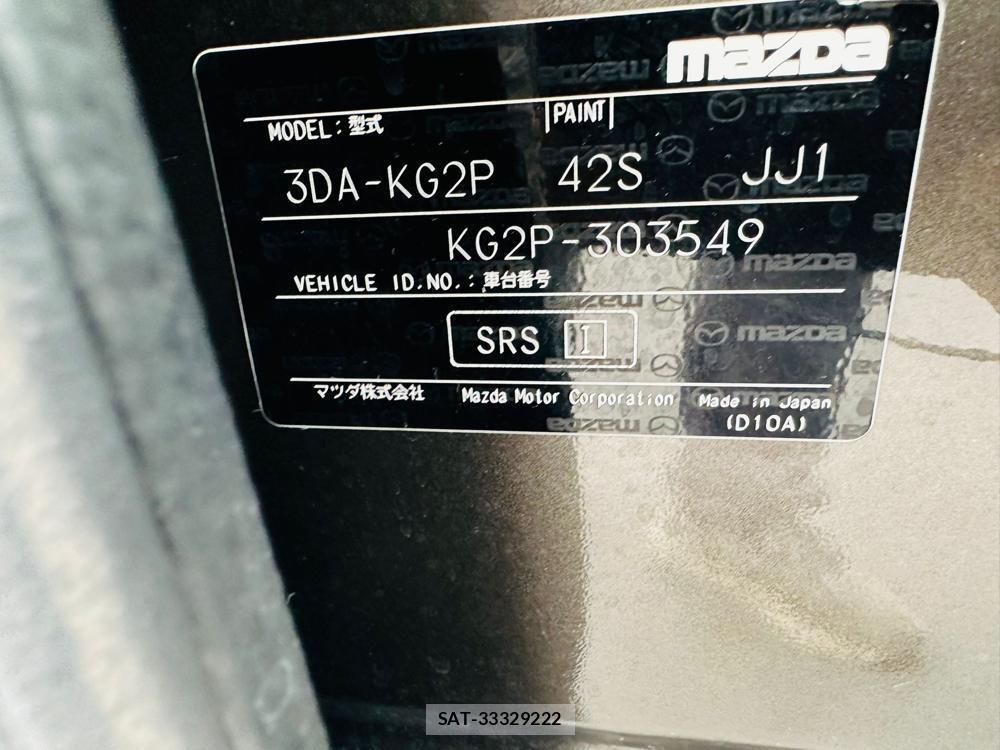 mazda
MODEL：型式 PAINT
3DA-KG2P 42S JJ1
KG2P-303549
VEHICLE ID.NO.：車台番号
SRS I
マツダ株式会社 Mazda Motor Corporation Made in Japan
(D10A)
SAT-33329222